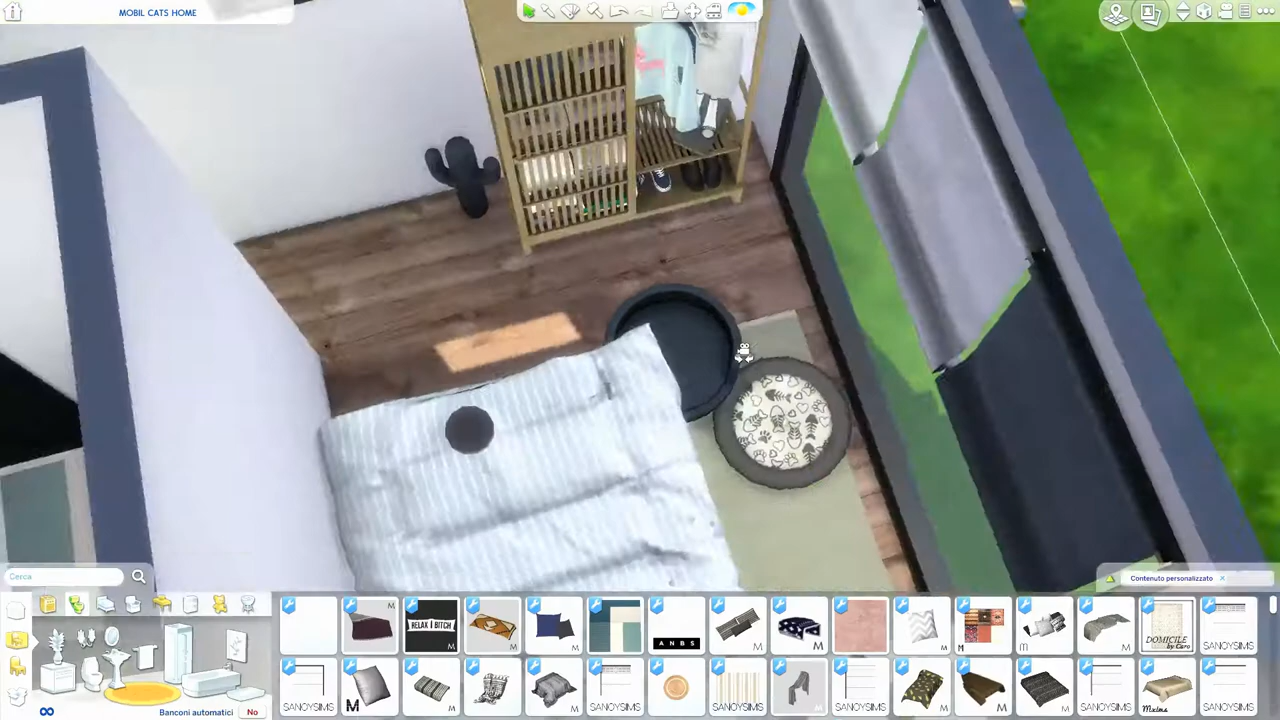 MOBIL CATS HOME
Cerca
Contenuto personalizzato
M
RELAX BITCH
M
M
M
ANBS
M
M
M
M
M
M
DOMICILE
by Caro
SANOYSIMS
SANOYSIMS
M
M
M
SANOYSIMS
SANOYSIMS
M
SANOYSIMS
M
M
M
SANOYSIMS
Mxims
SANOYSIMS
Banconi automatici
No